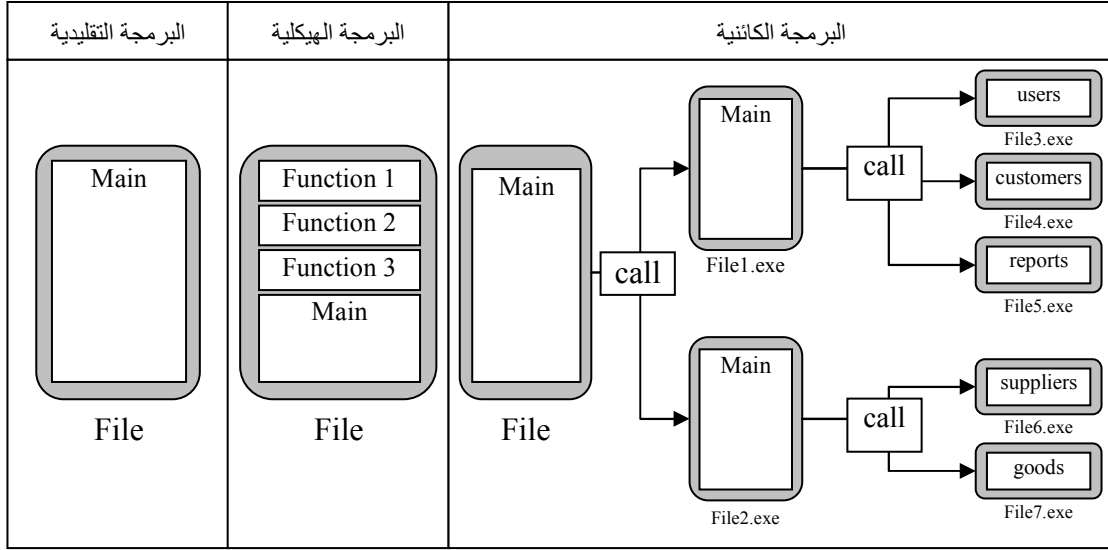 البرمجة التقليدية
البرمجة الهيكلية
البرمجة الكائنية
Main
File
Function 1
Function 2
Function 3
Main
File
Main
File
call
Main
File1.exe
call
users
File3.exe
customers
File4.exe
reports
File5.exe
Main
File2.exe
call
suppliers
File6.exe
goods
File7.exe